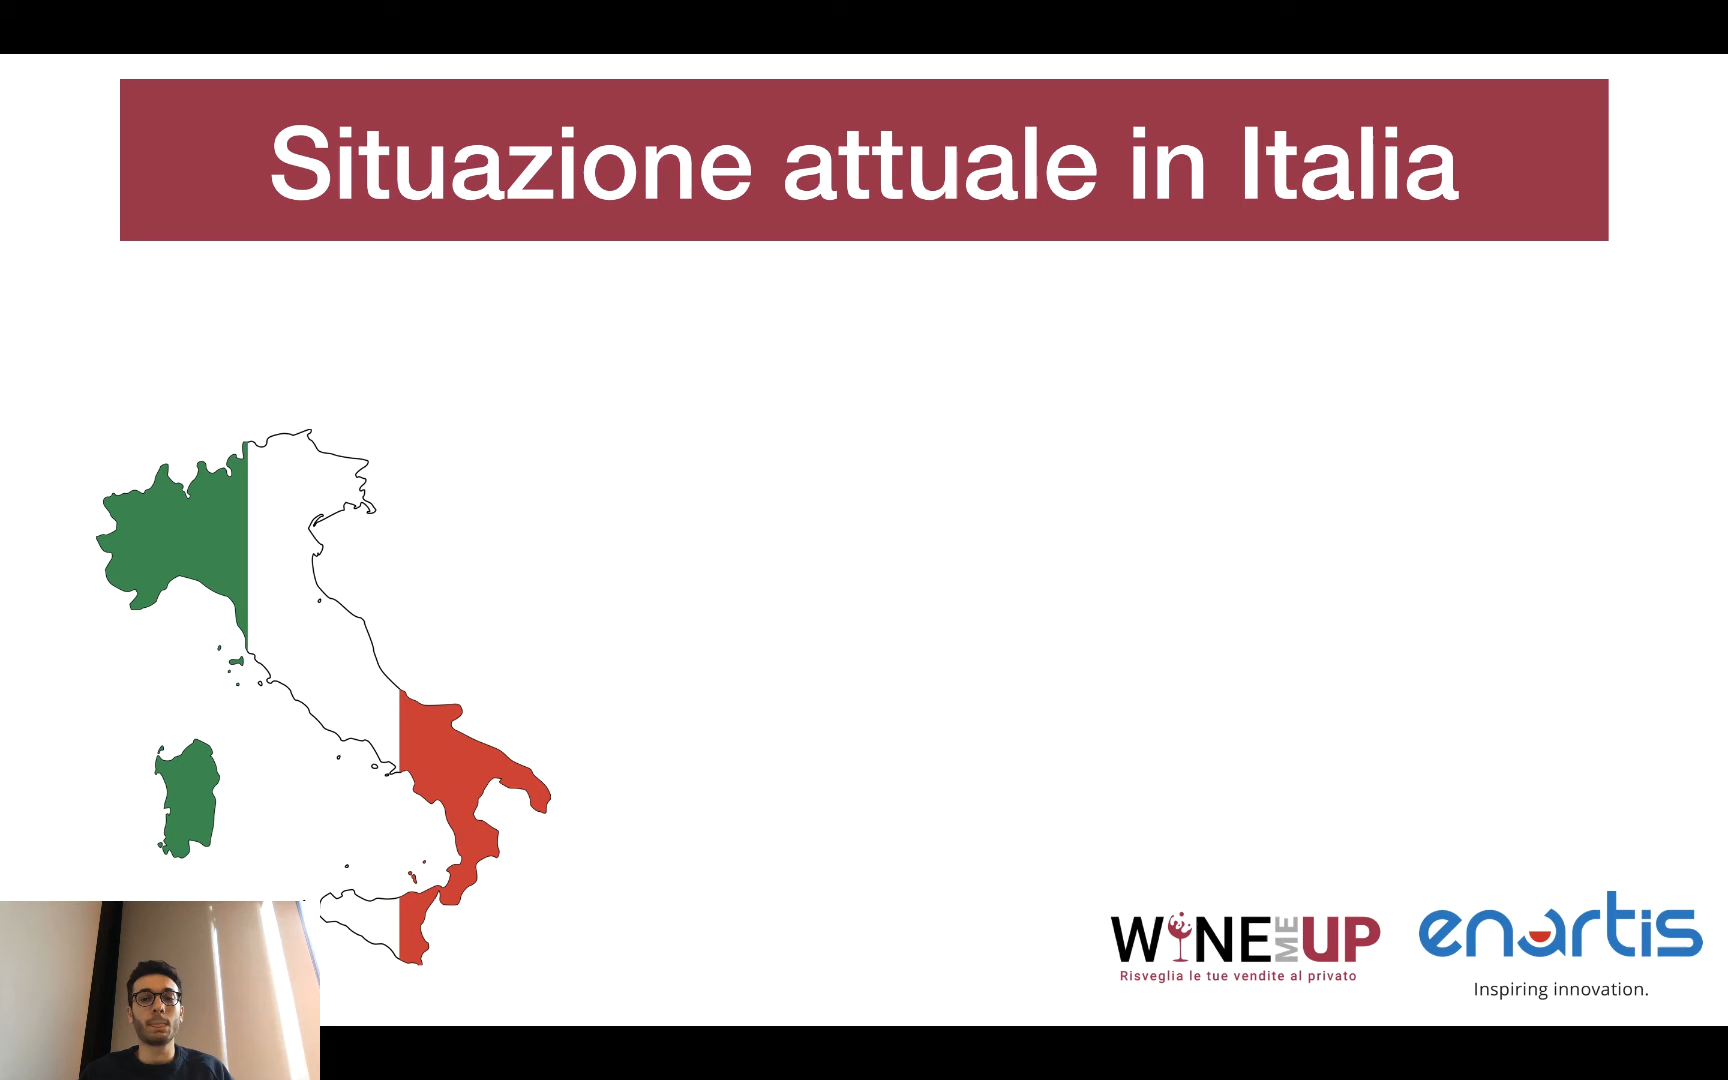 Situazione attuale in Italia
WINE ME UP
Risveglia le tue vendite al privato
enartis
Inspiring innovation.